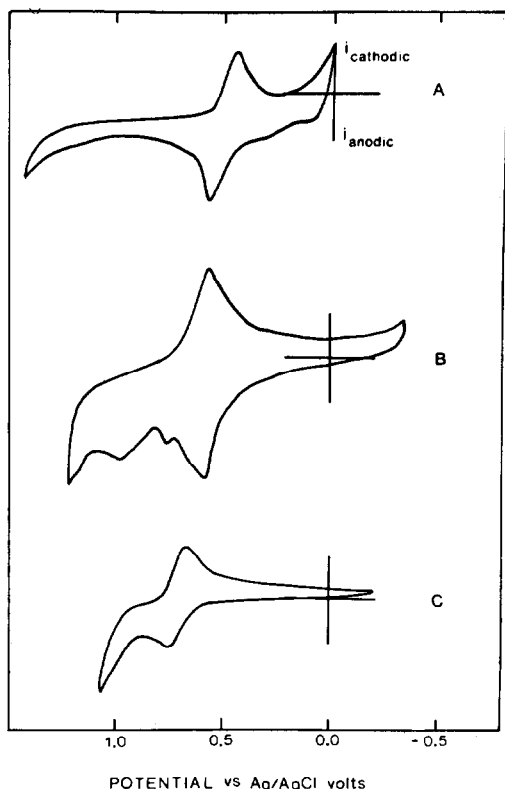 i cathodic
A
i anodic
B
C
1.0 0.5 0.0 -0.5
POTENTIAL vs Ag/AgCl volts